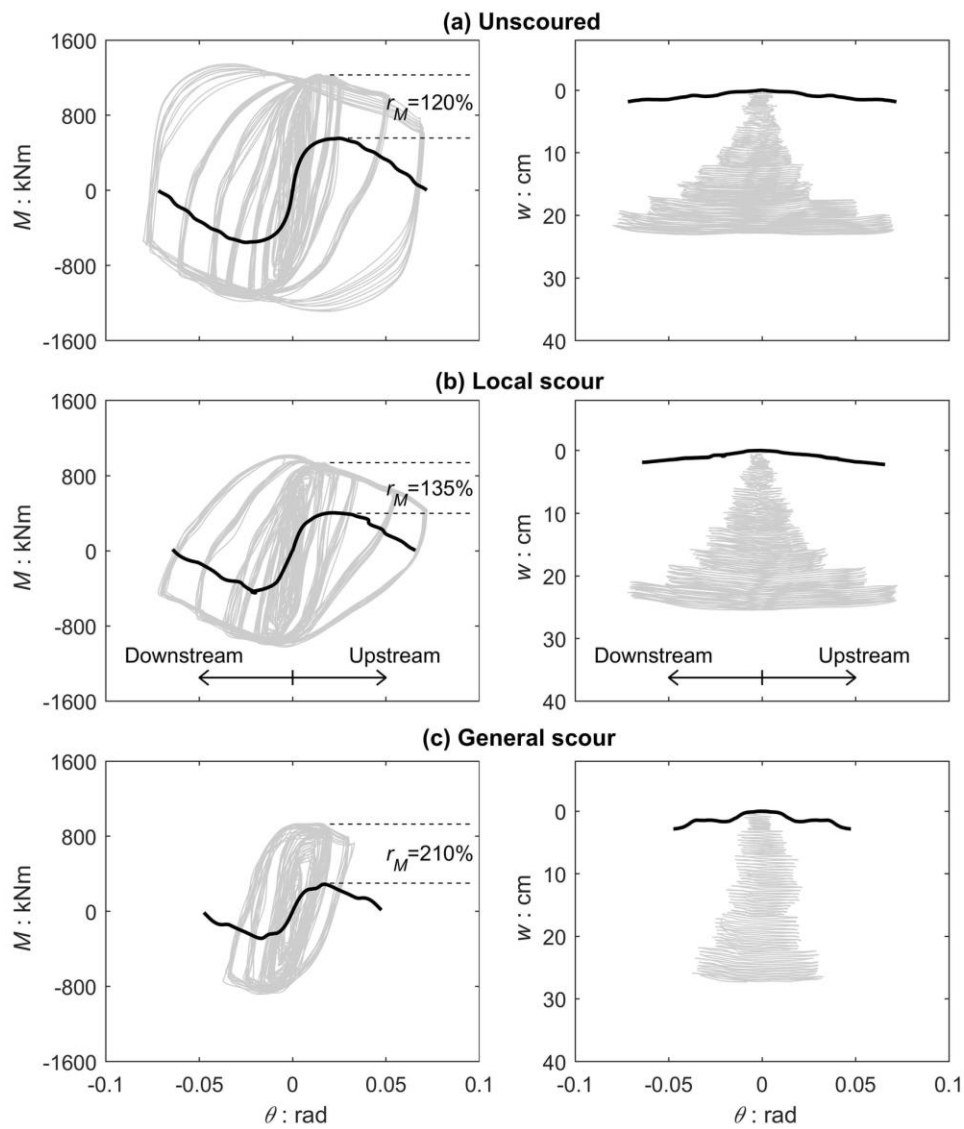 (a) Unscoured
1600
800
0
-800
-1600
M : kNm
r_M=120%
0
10
20
30
40
w : cm
(b) Local scour
1600
800
0
-800
-1600
M : kNm
r_M=135%
Downstream Upstream
0
10
20
30
40
w : cm
Downstream Upstream
(c) General scour
1600
800
0
-800
-1600
M : kNm
r_M=210%
-0.1 -0.05 0 0.05 0.1
θ : rad
0
10
20
30
40
w : cm
-0.1 -0.05 0 0.05 0.1
θ : rad